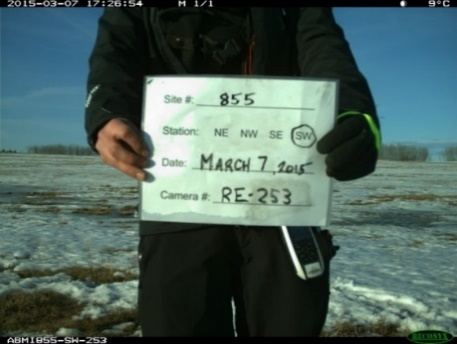 2015-03-07 17:26:54 M 1/1 9°C
Site #: 855
Station: NE NW SE SW
Date: MARCH 7, 2015
Camera #: RE-253
ABMI855-SW-253
RECONYX